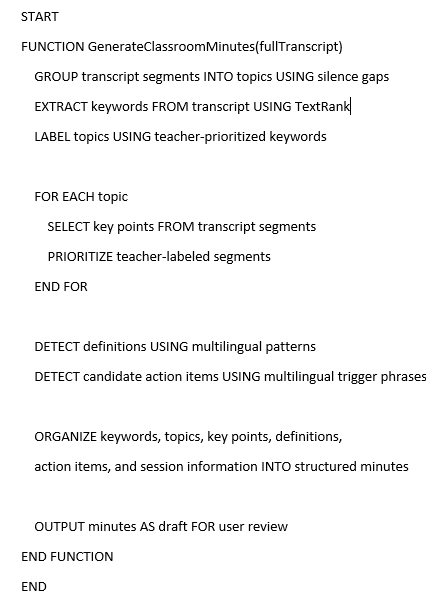 START
FUNCTION GenerateClassroomMinutes(fullTranscript)
GROUP transcript segments INTO topics USING silence gaps
EXTRACT keywords FROM transcript USING TextRank
LABEL topics USING teacher-prioritized keywords
FOR EACH topic
SELECT key points FROM transcript segments
PRIORITIZE teacher-labeled segments
END FOR
DETECT definitions USING multilingual patterns
DETECT candidate action items USING multilingual trigger phrases
ORGANIZE keywords, topics, key points, definitions,
action items, and session information INTO structured minutes
OUTPUT minutes AS draft FOR user review
END FUNCTION
END